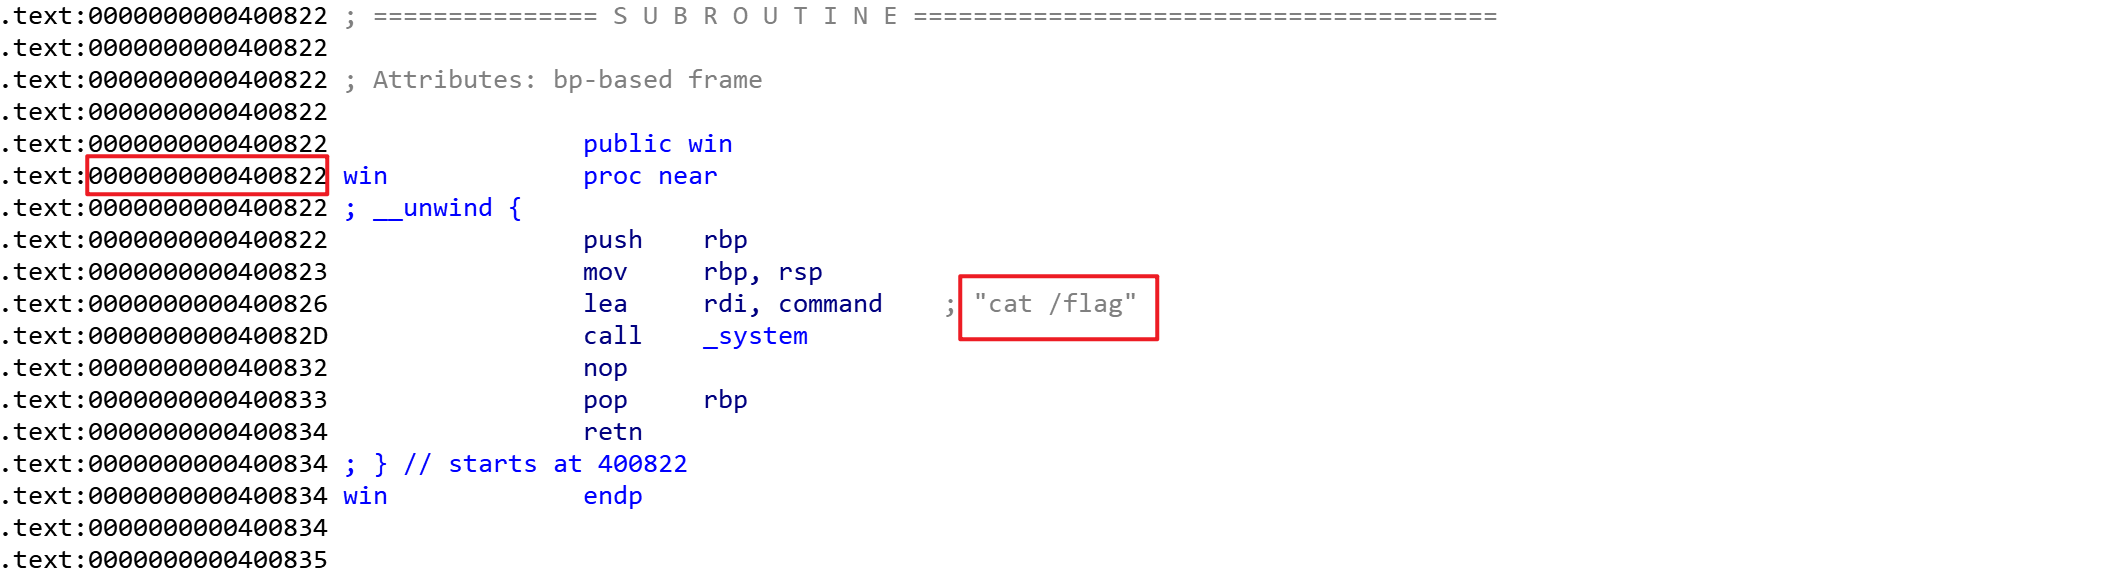 .text:0000000000400822 ; =============== S U B R O U T I N E =======================================
.text:0000000000400822
.text:0000000000400822 ; Attributes: bp-based frame
.text:0000000000400822
.text:0000000000400822                 public win
.text:0000000000400822 win             proc near
.text:0000000000400822 ; __unwind {
.text:0000000000400822                 push    rbp
.text:0000000000400823                 mov     rbp, rsp
.text:0000000000400826                 lea     rdi, command    ; "cat /flag"
.text:000000000040082D                 call    _system
.text:0000000000400832                 nop
.text:0000000000400833                 pop     rbp
.text:0000000000400834                 retn
.text:0000000000400834 ; } // starts at 400822
.text:0000000000400834 win             endp
.text:0000000000400834
.text:0000000000400835